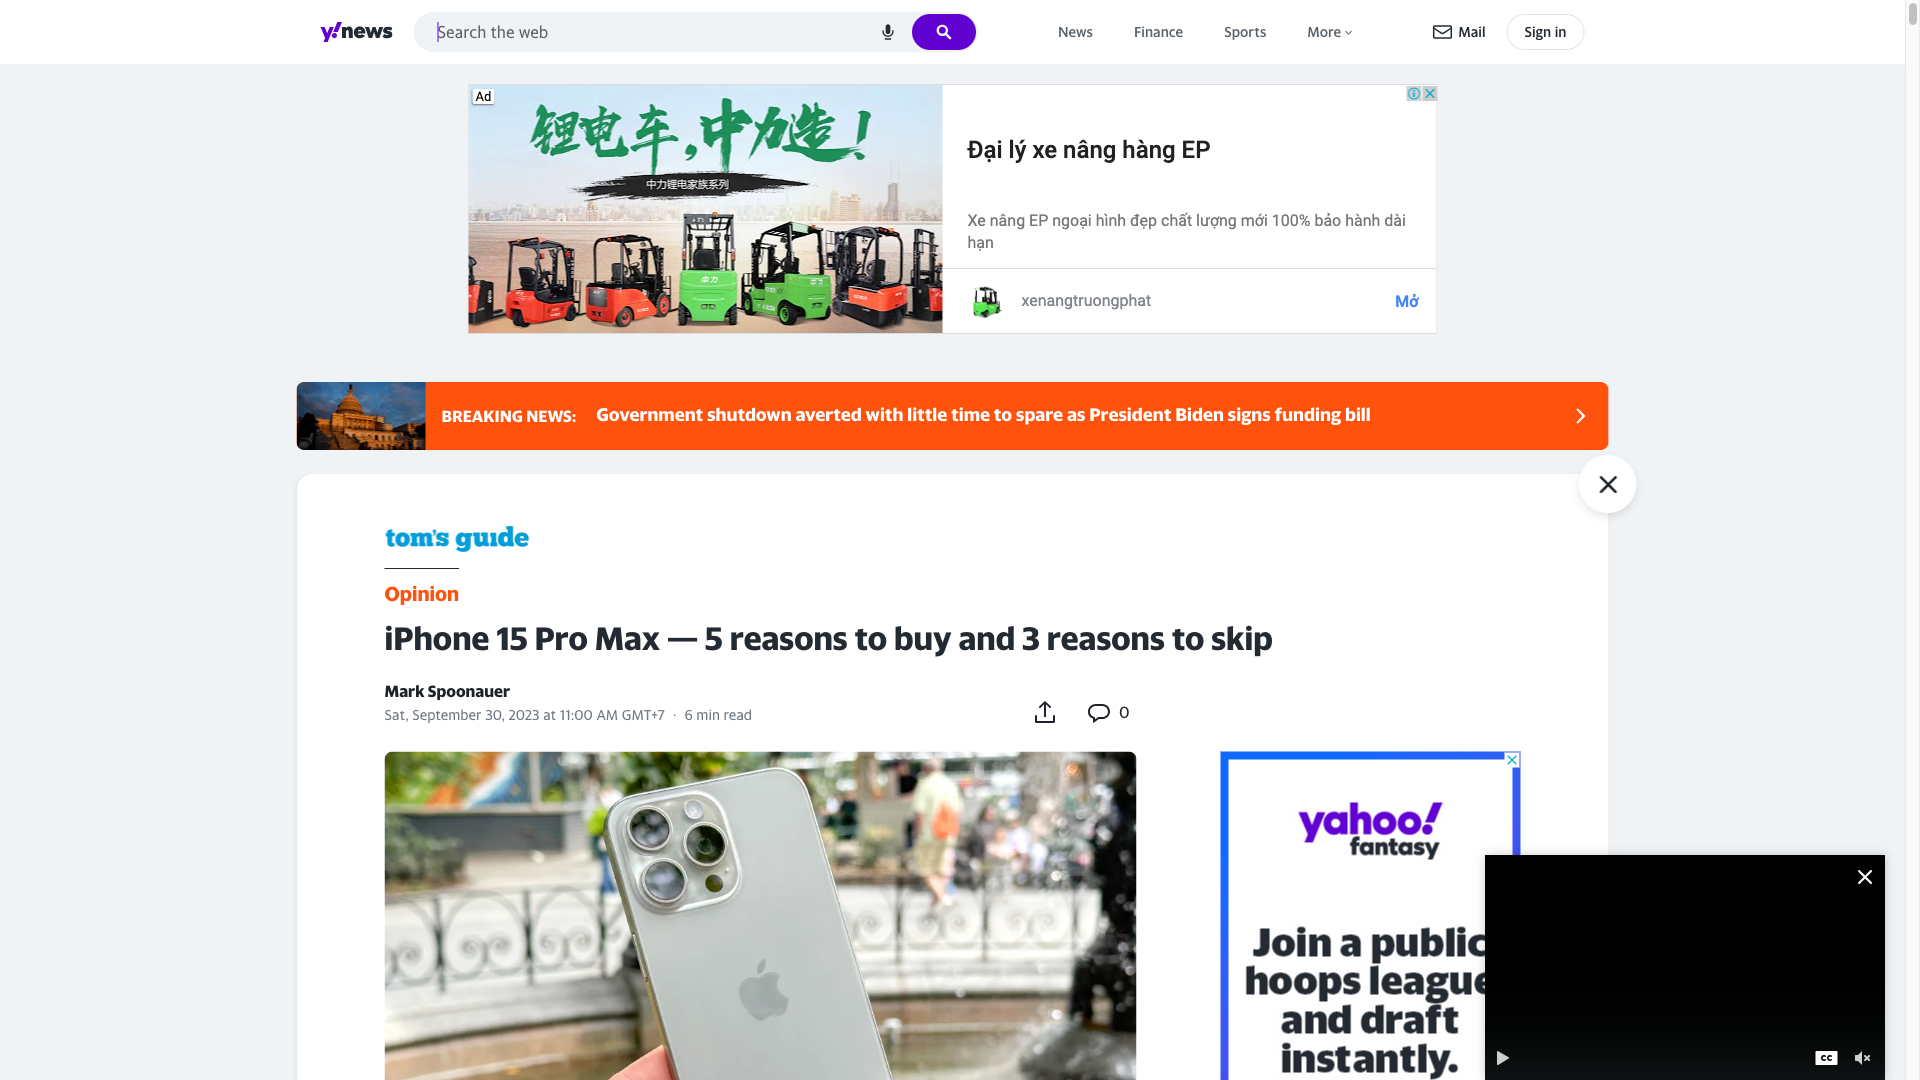 y!news
Search the web
News
Finance
Sports
More
Mail
Sign in
Ad
锂电车,中力造!
中力锂电家族系列
中力
Đại lý xe nâng hàng EP
Xe nâng EP ngoại hình đẹp chất lượng mới 100% bảo hành dài
hạn
xenangtruongphat
Mở
BREAKING NEWS:
Government shutdown averted with little time to spare as President Biden signs funding bill
tom's guide
Opinion
iPhone 15 Pro Max — 5 reasons to buy and 3 reasons to skip
Mark Spoonauer
Sat, September 30, 2023 at 11:00 AM GMT+7 · 6 min read
0
yahoo!
fantasy
Join a public
hoops league
and draft
instantly.
CC